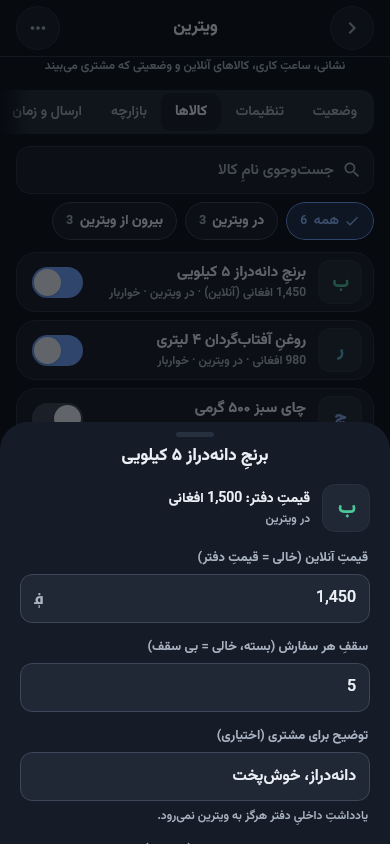 ویترین
نشانی، ساعتِ کاری، کالاهای آنلاین و وضعیتی که مشتری می‌بیند
وضعیت
تنظیمات
کالاها
بازارچه
ارسال و زمان
جست‌وجوی نامِ کالا
همه 6
در ویترین 3
بیرون از ویترین 3
ب
برنجِ دانه‌دراز ۵ کیلویی
1,450 افغانی (آنلاین) · در ویترین · خواربار
ر
روغنِ آفتاب‌گردان ۴ لیتری
980 افغانی · در ویترین · خواربار
چ
چای سبز ۵۰۰ گرمی
برنجِ دانه‌دراز ۵ کیلویی
ب
قیمتِ دفتر: 1,500 افغانی
در ویترین
قیمتِ آنلاین (خالی = قیمتِ دفتر)
1,450
؋
سقفِ هر سفارش (بسته، خالی = بی سقف)
5
توضیح برای مشتری (اختیاری)
دانه‌دراز، خوش‌پخت
یادداشتِ داخلیِ دفتر هرگز به ویترین نمی‌رود.